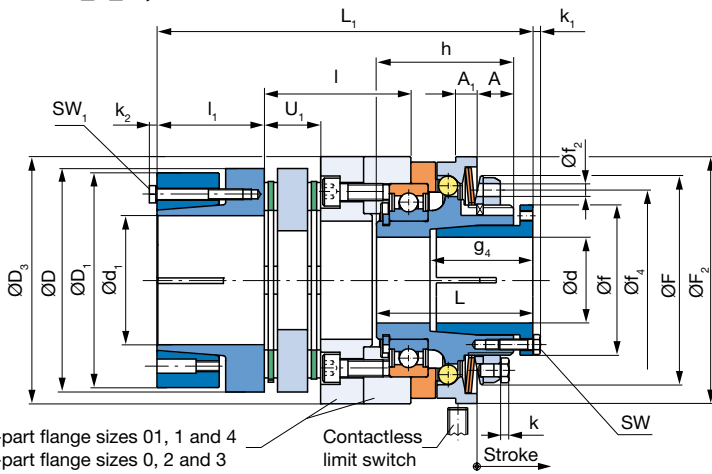 L₁
k₁
h
l
A₁
A
SW₁
k₂
l₁
U₁
Øf₂
ØD₃
ØD
ØD₁
Ød₁
g₄
L
Ød
Øf
Øf₄
ØF
ØF₂
-part flange sizes 01, 1 and 4
-part flange sizes 0, 2 and 3
Contactless
limit switch
k
SW
Stroke